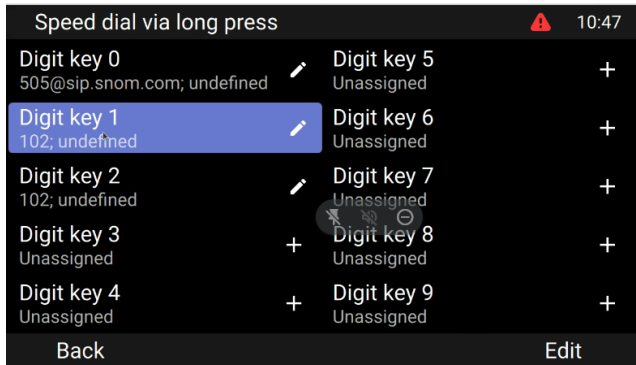 Speed dial via long press
10:47
Digit key 0
505@sip.snom.com; undefined
Digit key 1
102; undefined
Digit key 2
102; undefined
Digit key 3
Unassigned
Digit key 4
Unassigned
Digit key 5
Unassigned
Digit key 6
Unassigned
Digit key 7
Unassigned
Digit key 8
Unassigned
Digit key 9
Unassigned
Back
Edit